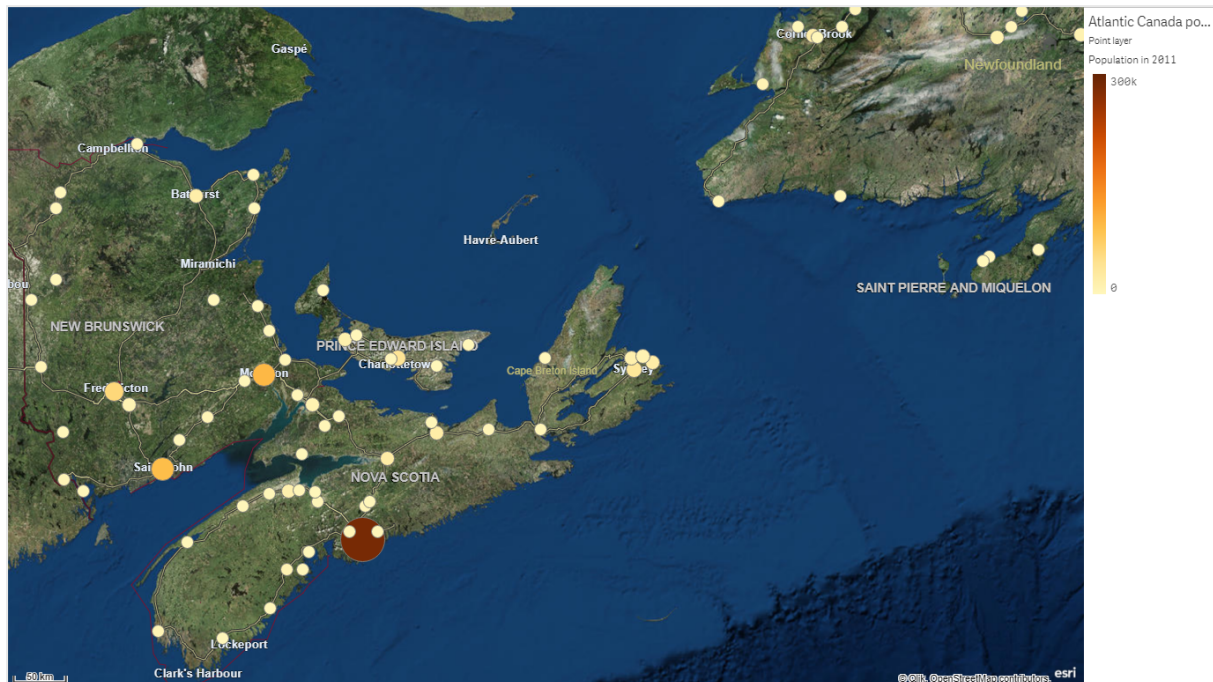 Atlantic Canada po...
Point layer
Population in 2011
300k
0
Gaspé
Corner Brook
Newfoundland
Campbellton
Bathurst
Havre-Aubert
Miramichi
bou
SAINT PIERRE AND MIQUELON
NEW BRUNSWICK
PRINCE EDWARD ISLAND
Charlottetown
Cape Breton Island
Sydney
Moncton
Fredericton
Saint John
NOVA SCOTIA
Lockeport
Clark's Harbour
50 km
© Qlik, OpenStreetMap contributors,
esri